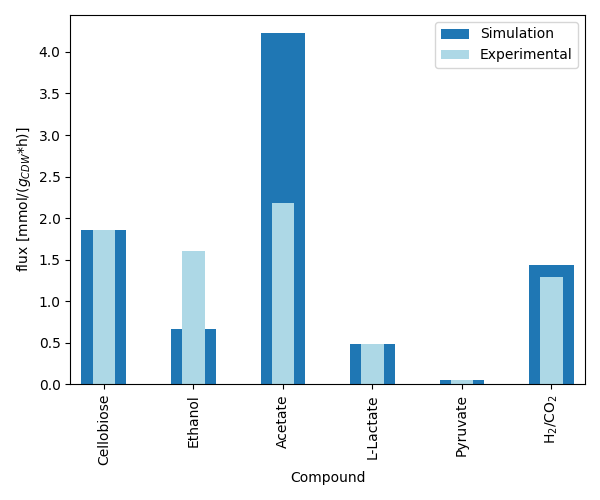 flux [mmol/(g_CDW*h)]
4.0
3.5
3.0
2.5
2.0
1.5
1.0
0.5
0.0
Simulation
Experimental
Cellobiose
Ethanol
Acetate
L-Lactate
Pyruvate
H₂/CO₂
Compound